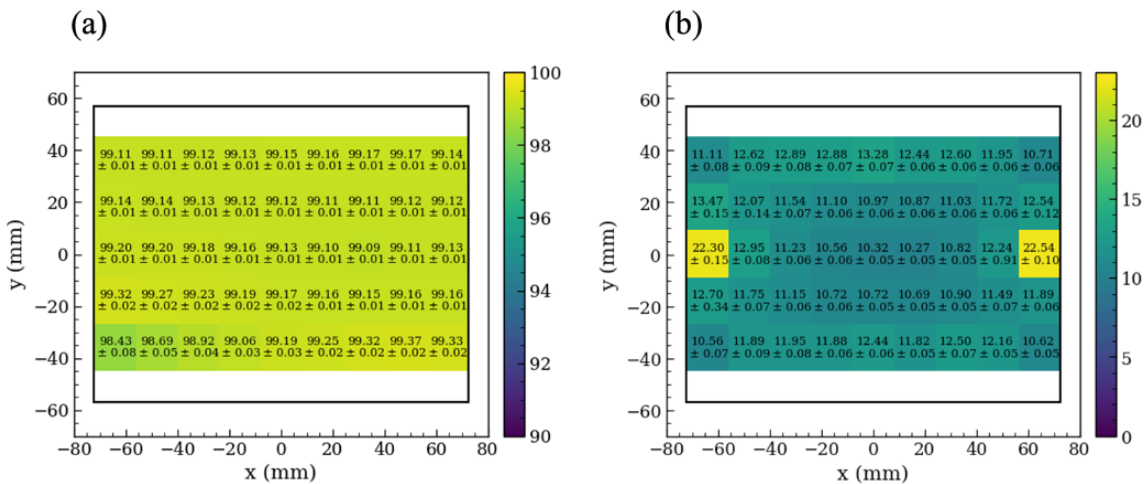 (a)
(b)
100
98
96
94
92
90
60
40
20
0
−20
−40
−60
y (mm)
99.11 99.11 99.12 99.13 99.15 99.16 99.17 99.17 99.14
± 0.01 ± 0.01 ± 0.01 ± 0.01 ± 0.01 ± 0.01 ± 0.01 ± 0.01 ± 0.01
99.14 99.14 99.13 99.12 99.12 99.11 99.11 99.12 99.12
± 0.01 ± 0.01 ± 0.01 ± 0.01 ± 0.01 ± 0.01 ± 0.01 ± 0.01 ± 0.01
99.20 99.20 99.18 99.16 99.13 99.10 99.09 99.11 99.13
± 0.01 ± 0.01 ± 0.01 ± 0.01 ± 0.01 ± 0.01 ± 0.01 ± 0.01 ± 0.01
99.32 99.27 99.23 99.19 99.17 99.16 99.15 99.16 99.16
± 0.02 ± 0.02 ± 0.02 ± 0.02 ± 0.02 ± 0.01 ± 0.01 ± 0.01 ± 0.01
98.43 98.69 98.92 99.06 99.19 99.25 99.32 99.37 99.33
± 0.08 ± 0.05 ± 0.04 ± 0.03 ± 0.03 ± 0.02 ± 0.02 ± 0.02 ± 0.02
−80 −60 −40 −20 0 20 40 60 80
x (mm)
60
40
20
0
−20
−40
−60
y (mm)
11.11 12.62 12.89 12.88 13.28 12.44 12.60 11.95 10.71
± 0.08 ± 0.09 ± 0.08 ± 0.07 ± 0.07 ± 0.06 ± 0.06 ± 0.06 ± 0.06
13.47 12.07 11.54 11.10 10.97 10.87 11.03 11.72 12.54
± 0.15 ± 0.14 ± 0.07 ± 0.06 ± 0.06 ± 0.06 ± 0.06 ± 0.06 ± 0.12
22.30 12.95 11.23 10.56 10.32 10.27 10.82 12.24 22.54
± 0.15 ± 0.08 ± 0.06 ± 0.06 ± 0.05 ± 0.05 ± 0.06 ± 0.91 ± 0.10
12.70 11.75 11.15 10.72 10.72 10.69 10.90 11.49 11.89
± 0.34 ± 0.07 ± 0.06 ± 0.06 ± 0.05 ± 0.05 ± 0.05 ± 0.07 ± 0.06
10.56 11.89 11.95 11.88 12.44 11.82 12.50 12.16 10.62
± 0.07 ± 0.09 ± 0.08 ± 0.06 ± 0.06 ± 0.05 ± 0.07 ± 0.05 ± 0.05
−80 −60 −40 −20 0 20 40 60 80
x (mm)
20
15
10
5
0